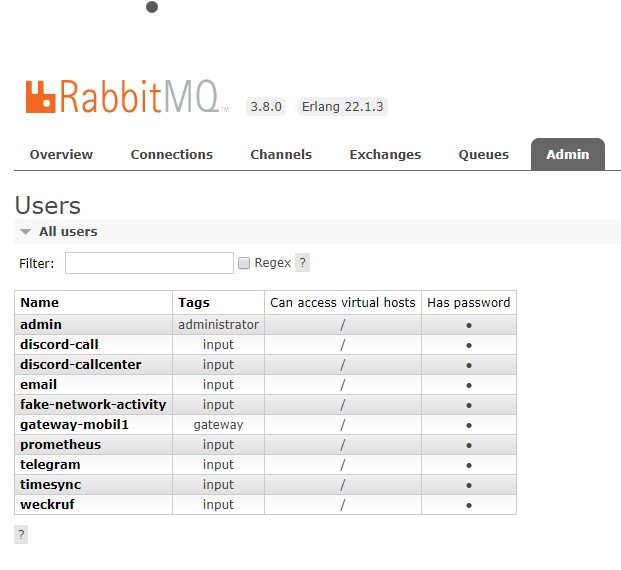 RabbitMQ™ 3.8.0 Erlang 22.1.3
Overview Connections Channels Exchanges Queues Admin
Users
All users
Filter: Regex ?
Name Tags Can access virtual hosts Has password
admin administrator / ●
discord-call input / ●
discord-callcenter input / ●
email input / ●
fake-network-activity input / ●
gateway-mobil1 gateway / ●
prometheus input / ●
telegram input / ●
timesync input / ●
weckruf input / ●
?